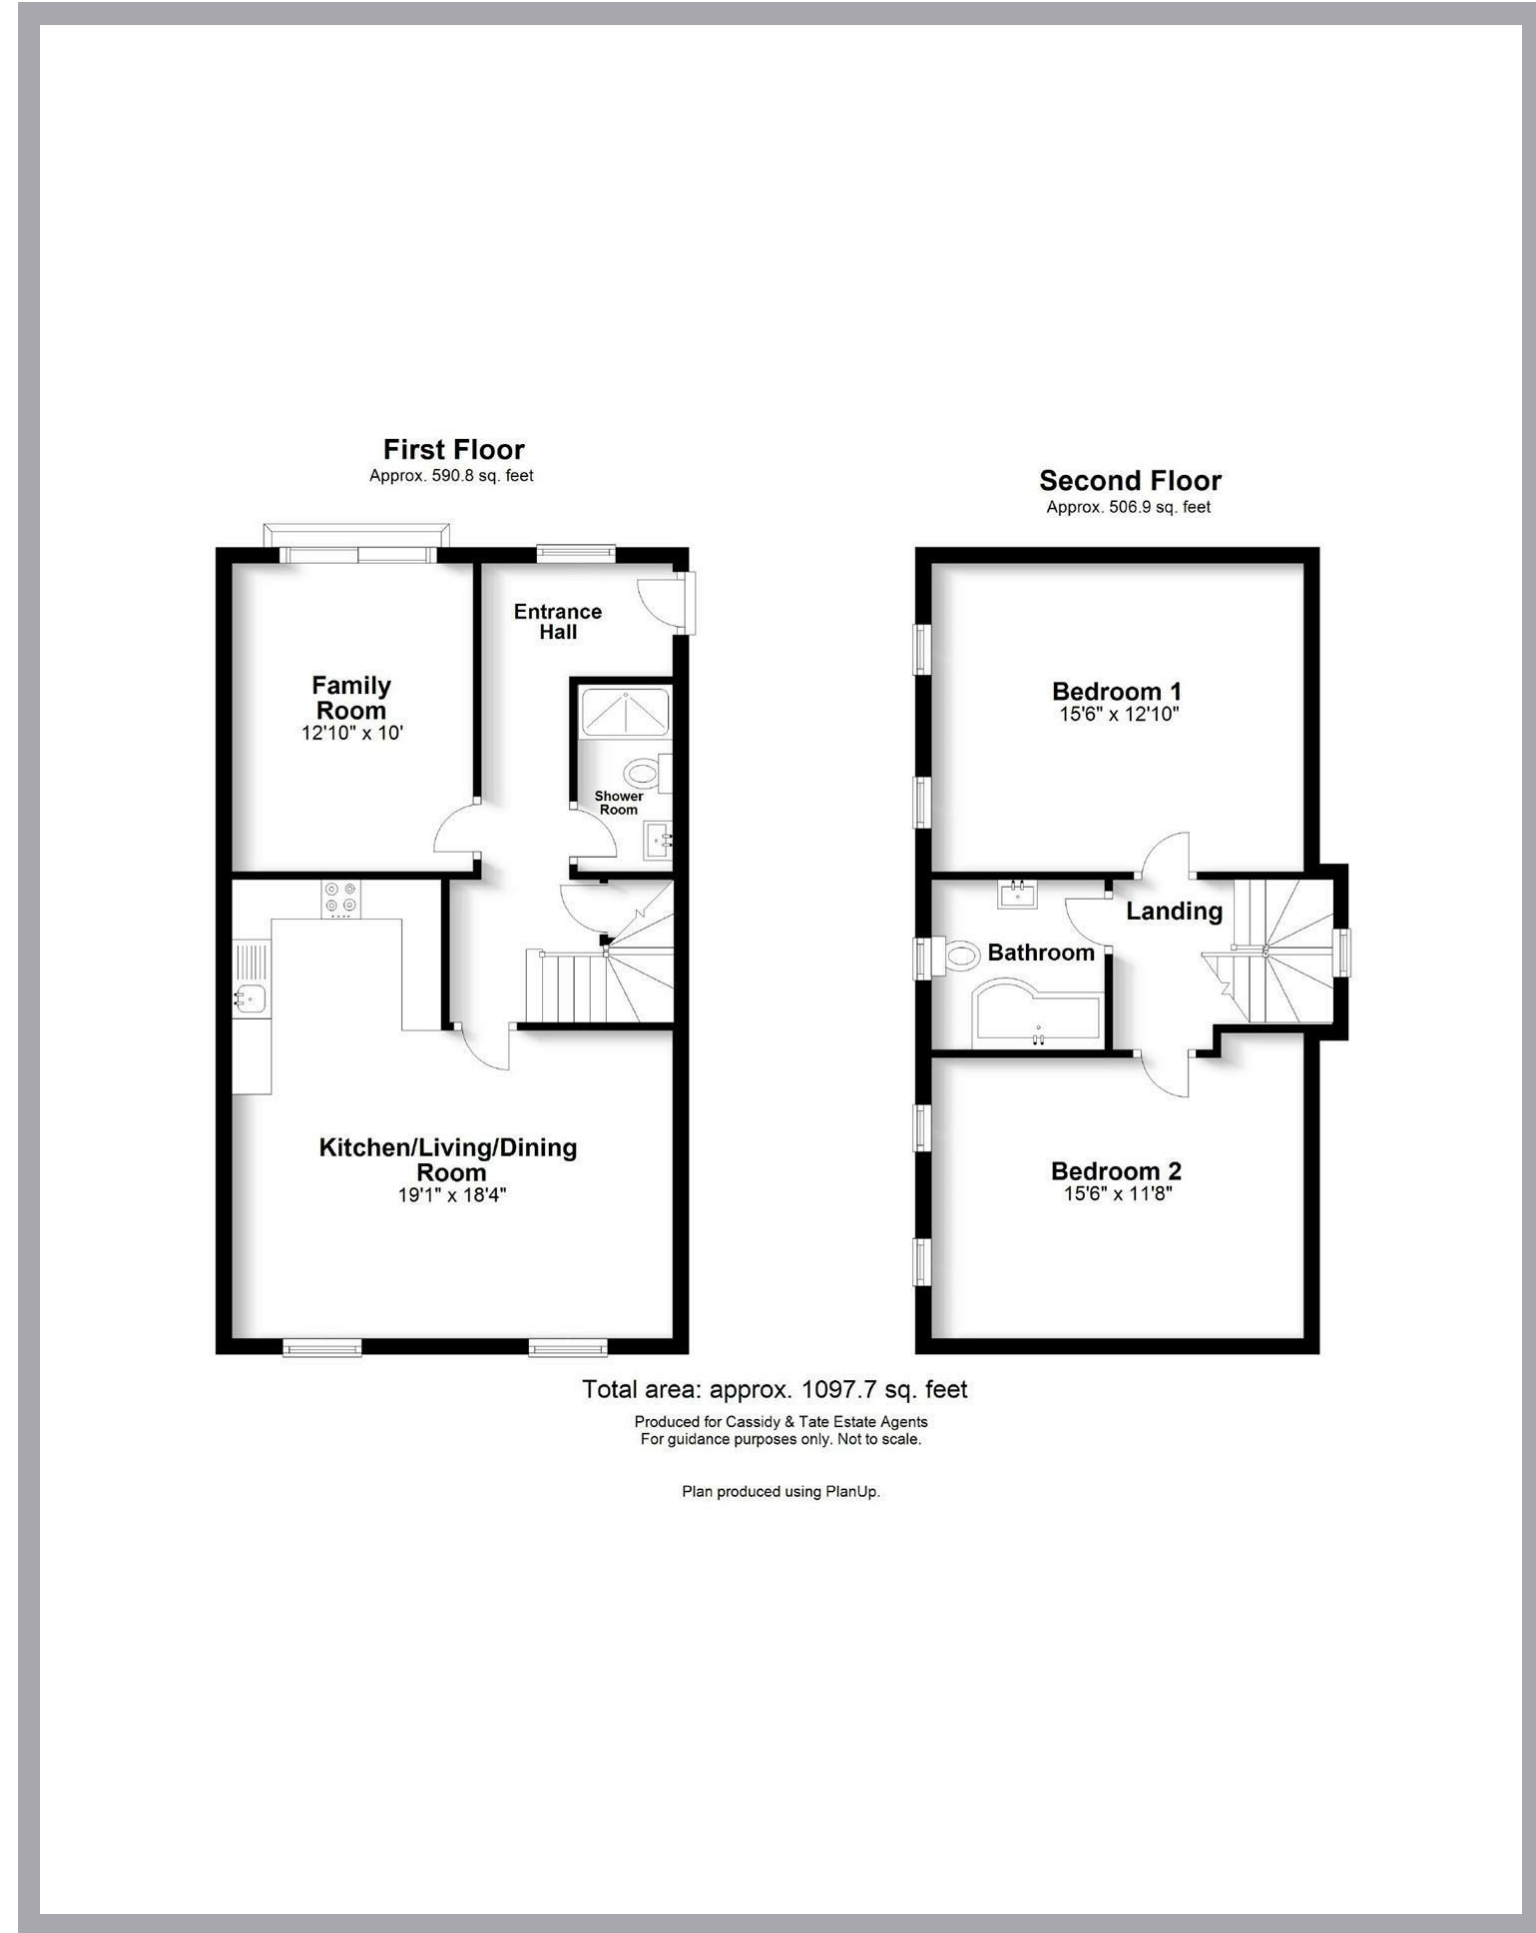 First Floor
Approx. 590.8 sq. feet
Entrance
Hall
Family
Room
12'10" x 10'
Shower
Room
Kitchen/Living/Dining
Room
19'1" x 18'4"
Second Floor
Approx. 506.9 sq. feet
Bedroom 1
15'6" x 12'10"
Landing
Bathroom
Bedroom 2
15'6" x 11'8"
Total area: approx. 1097.7 sq. feet
Produced for Cassidy & Tate Estate Agents
For guidance purposes only. Not to scale.
Plan produced using PlanUp.